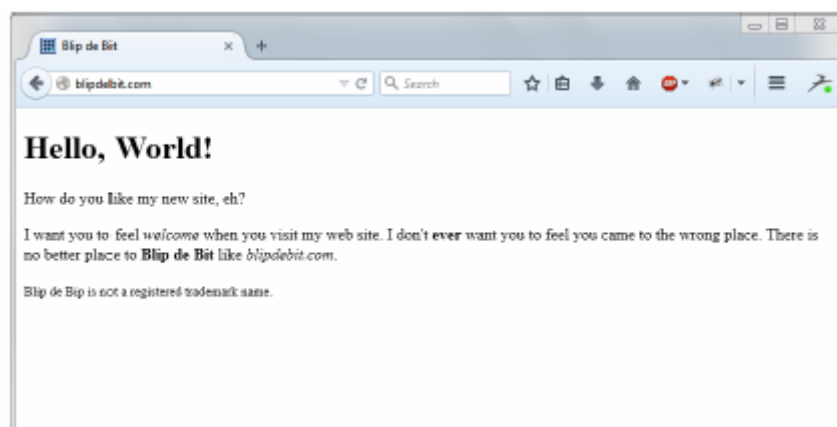 Blip de Bit
blipdebit.com
Search
Hello, World!
How do you like my new site, eh?
I want you to feel welcome when you visit my web site. I don't ever want you to feel you came to the wrong place. There is
no better place to Blip de Bit like blipdebit.com.
Blip de Bip is not a registered trademark name.